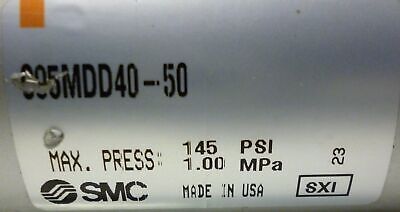 C95MDD40-50
MAX. PRESS: 145 PSI
1.00 MPa
23
SMC MADE IN USA SXI